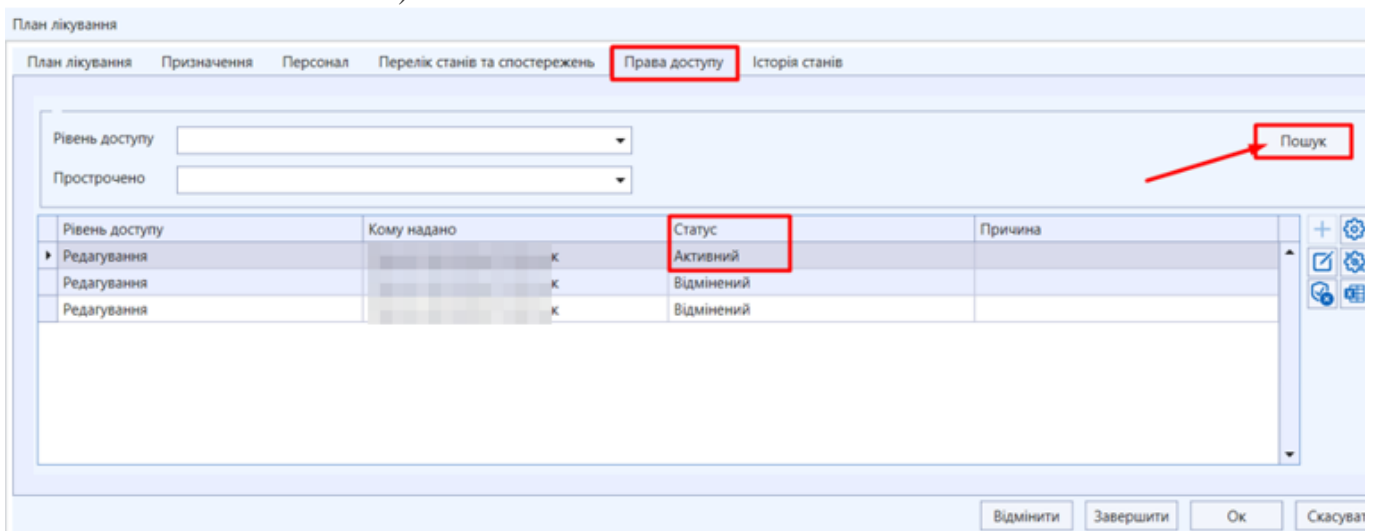 )
План лікування
План лікування Призначення Персонал Перелік станів та спостережень Права доступу Історія станів
Рівень доступу Пошук
Прострочено
Рівень доступу Кому надано Статус Причина
Редагування к Активний
Редагування к Відмінений
Редагування к Відмінений
Відмінити Завершити Ок Скасуват